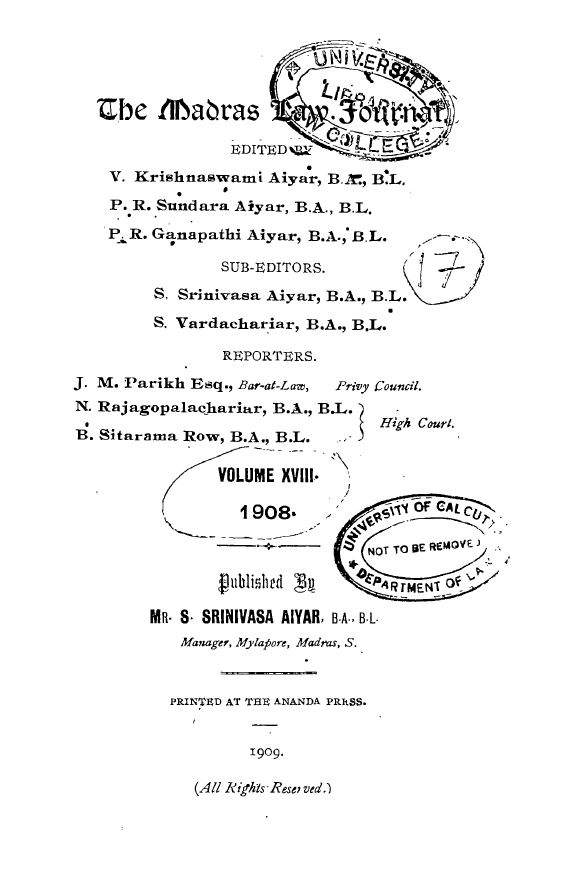 UNIVERSITY
LIBRARY
LAW COLLEGE.
The Madras Law Journal.
EDITED BY
V. Krishnaswami Aiyar, B.A., B.L.
P. R. Sundara Aiyar, B.A., B.L.
P. R. Ganapathi Aiyar, B.A., B.L.
17
SUB-EDITORS.
S. Srinivasa Aiyar, B.A., B.L.
S. Vardachariar, B.A., B.L.
REPORTERS.
J. M. Parikh Esq., Bar-at-Law, Privy Council.
N. Rajagopalachariar, B.A., B.L.
B. Sitarama Row, B.A., B.L.
High Court.
VOLUME XVIII.
1908.
UNIVERSITY OF CALCUTT
NOT TO BE REMOVED
* DEPARTMENT OF LAW
Published By
MR. S. SRINIVASA AIYAR, B.A., B.L.
Manager, Mylapore, Madras, S.
PRINTED AT THE ANANDA PRESS.
1909.
(All Rights Reserved.)